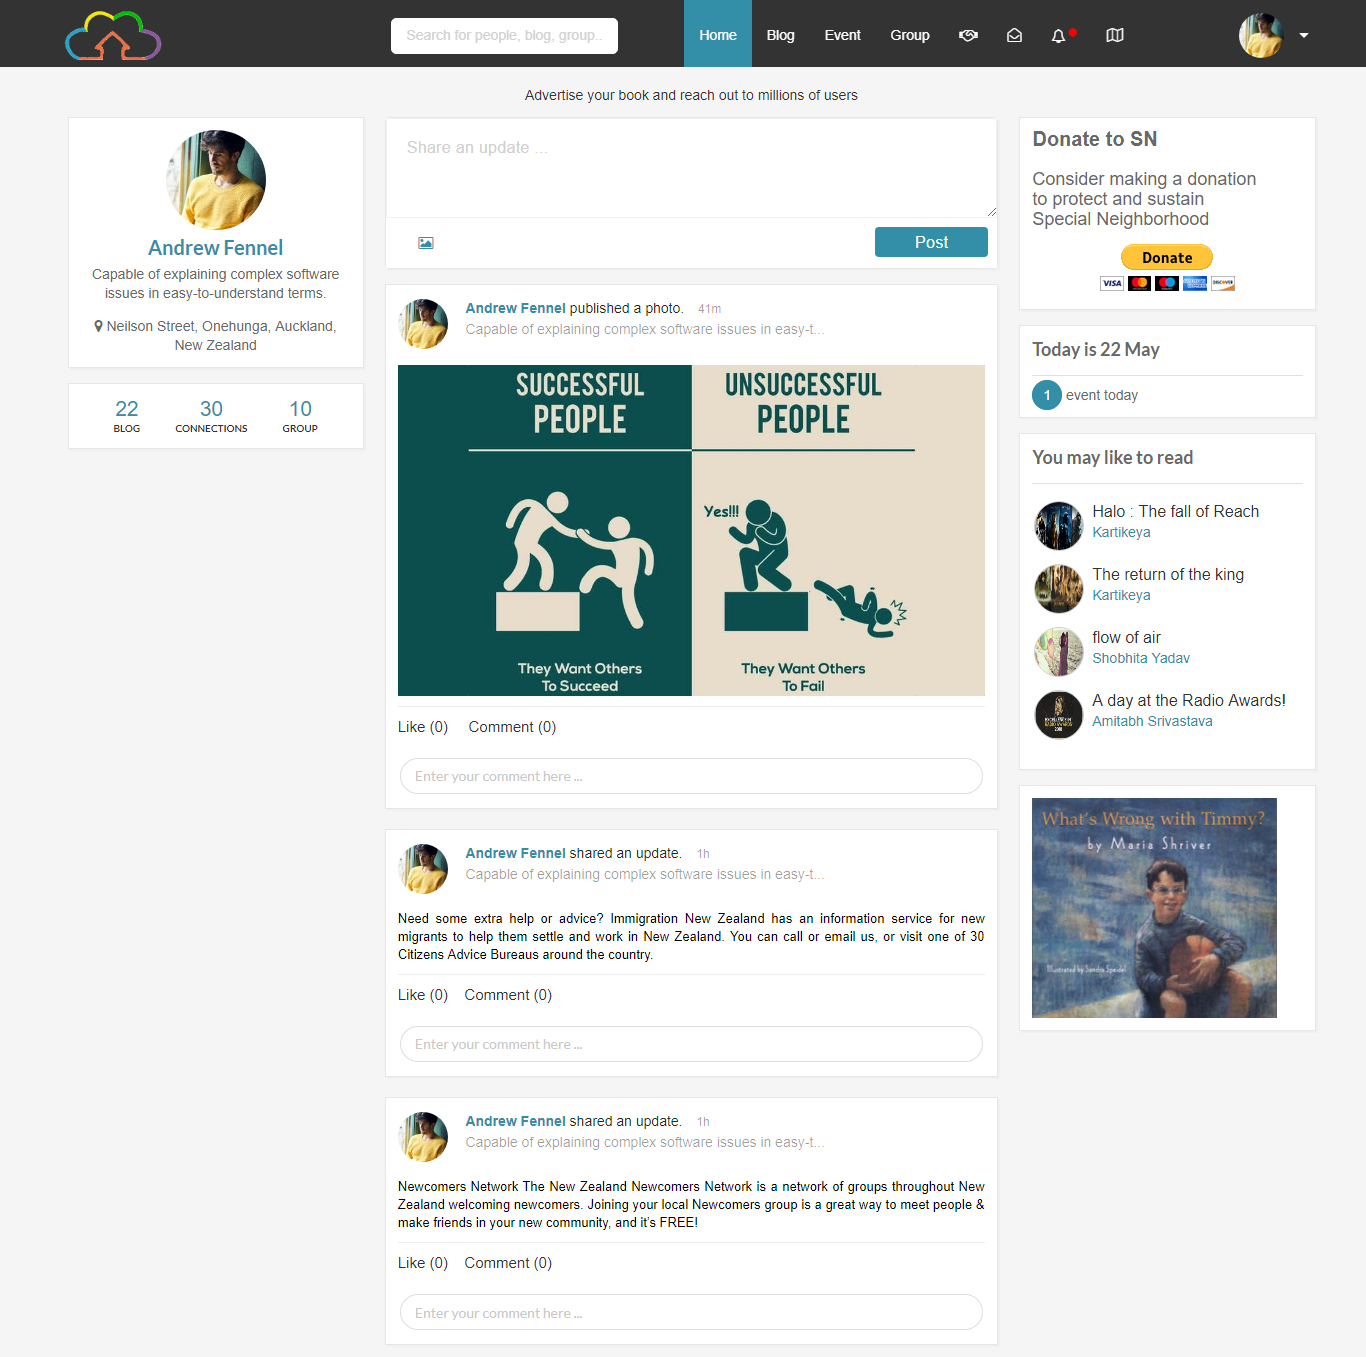 Search for people, blog, group..
Home
Blog
Event
Group
Advertise your book and reach out to millions of users
Andrew Fennel
Capable of explaining complex software
issues in easy-to-understand terms.
Neilson Street, Onehunga, Auckland,
New Zealand
22
BLOG
30
CONNECTIONS
10
GROUP
Share an update ...
Post
Andrew Fennel published a photo. 41m
Capable of explaining complex software issues in easy-t...
SUCCESSFUL
PEOPLE
UNSUCCESSFUL
PEOPLE
Yes!!!
They Want Others
To Succeed
They Want Others
To Fail
Like (0) Comment (0)
Enter your comment here ...
Andrew Fennel shared an update. 1h
Capable of explaining complex software issues in easy-t...
Need some extra help or advice? Immigration New Zealand has an information service for new
migrants to help them settle and work in New Zealand. You can call or email us, or visit one of 30
Citizens Advice Bureaus around the country.
Like (0) Comment (0)
Enter your comment here ...
Andrew Fennel shared an update. 1h
Capable of explaining complex software issues in easy-t...
Newcomers Network The New Zealand Newcomers Network is a network of groups throughout New
Zealand welcoming newcomers. Joining your local Newcomers group is a great way to meet people &
make friends in your new community, and it's FREE!
Like (0) Comment (0)
Enter your comment here ...
Donate to SN
Consider making a donation
to protect and sustain
Special Neighborhood
Donate
VISA
DISCOVER
Today is 22 May
1 event today
You may like to read
Halo : The fall of Reach
Kartikeya
The return of the king
Kartikeya
flow of air
Shobhita Yadav
A day at the Radio Awards!
Amitabh Srivastava
RADIO AWARDS
What's Wrong with Timmy?
by Maria Shriver
Illustrated by Sandra Speidel